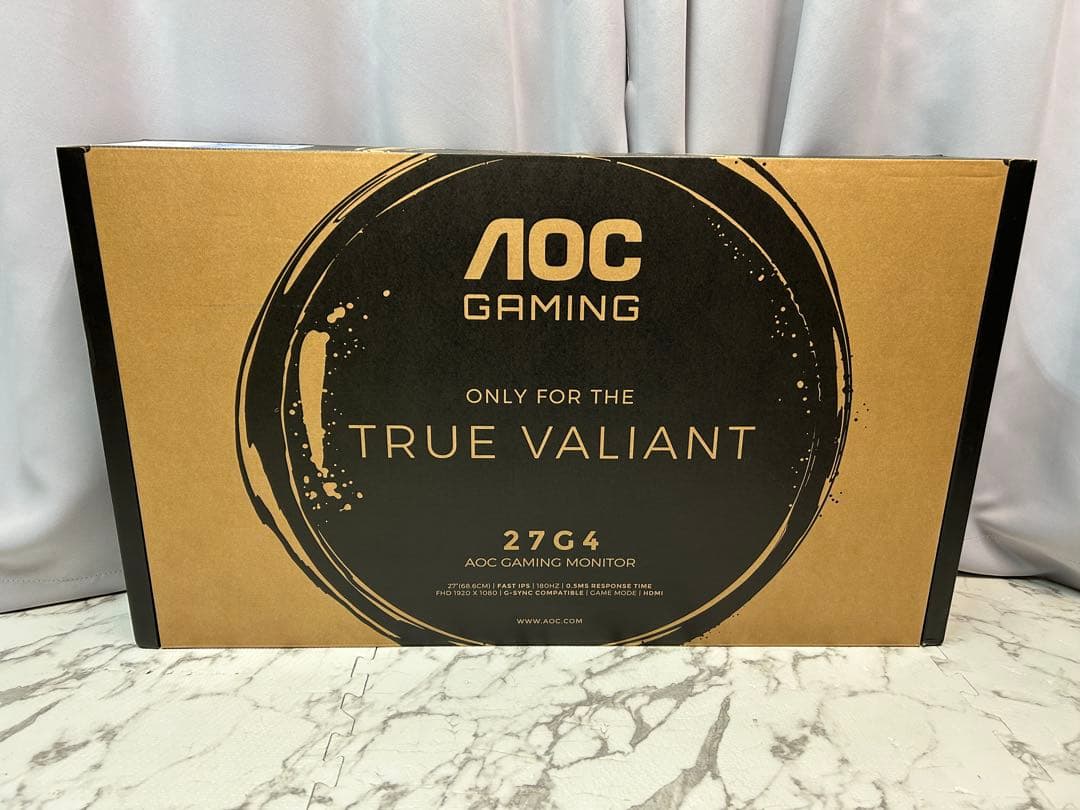 AOC
GAMING
ONLY FOR THE
TRUE VALIANT
27G4
AOC GAMING MONITOR
27"(68.6CM) | FAST IPS | 180HZ | 0.5MS RESPONSE TIME
FHD 1920 X 1080 | G-SYNC COMPATIBLE | GAME MODE | HDMI
WWW.AOC.COM